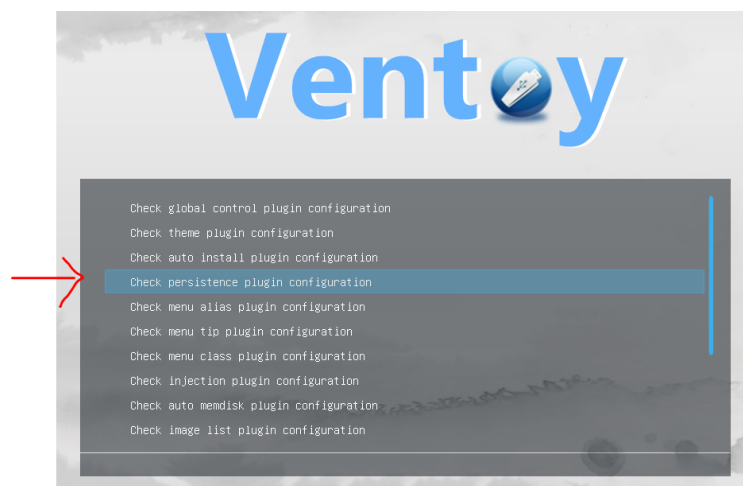 Ventoy
Check global control plugin configuration
Check theme plugin configuration
Check auto install plugin configuration
Check persistence plugin configuration
Check menu alias plugin configuration
Check menu tip plugin configuration
Check menu class plugin configuration
Check injection plugin configuration
Check auto memdisk plugin configuration
Check image list plugin configuration